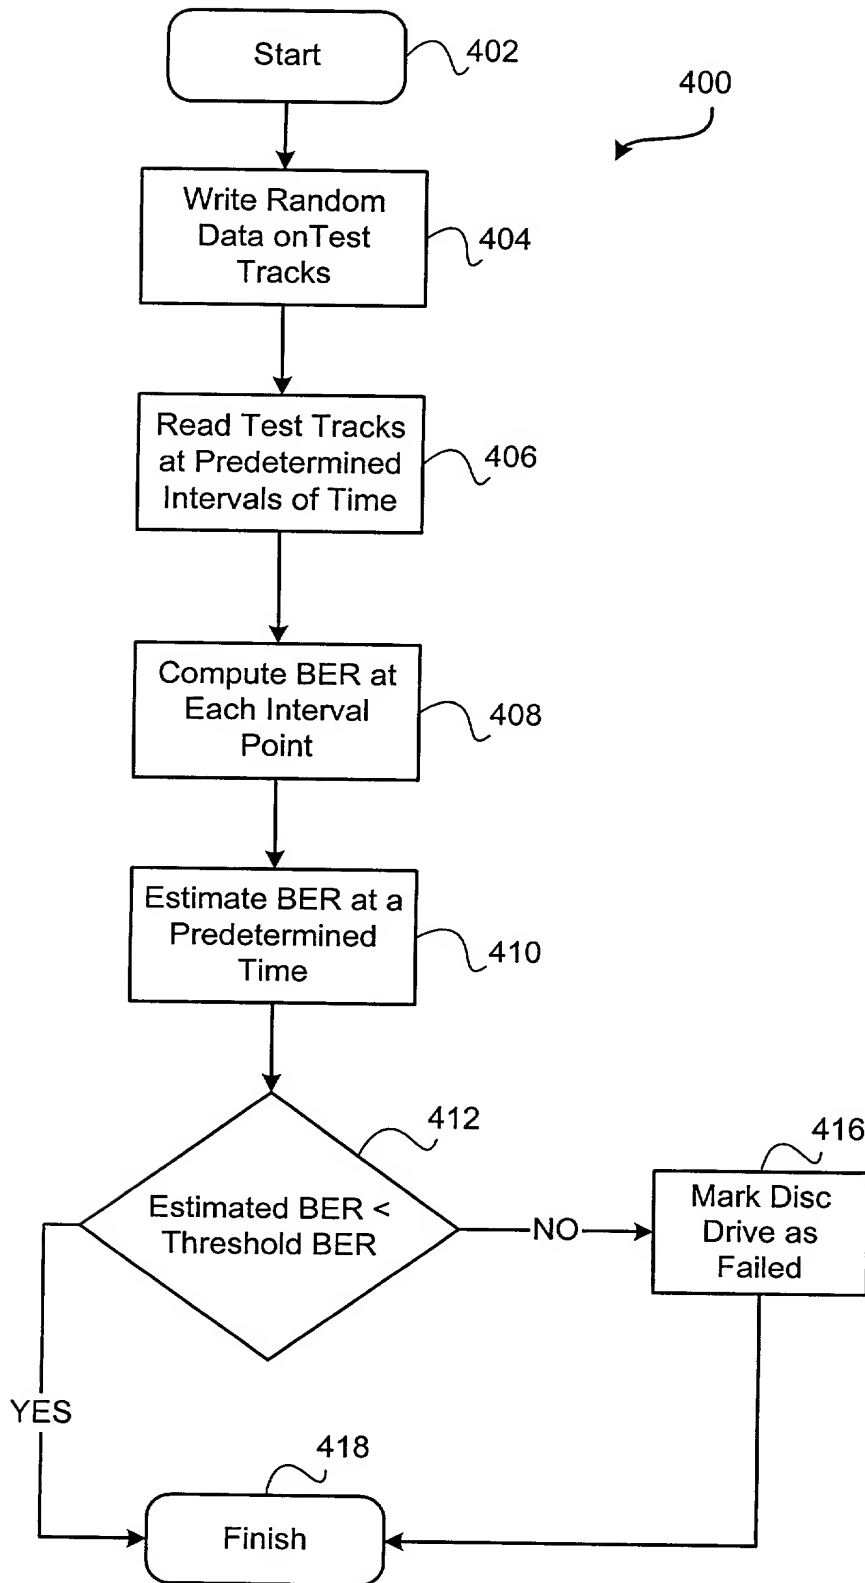 Start
402
400
Write Random
Data onTest
Tracks
404
Read Test Tracks
at Predetermined
Intervals of Time
406
Compute BER at
Each Interval
Point
408
Estimate BER at a
Predetermined
Time
410
412
Estimated BER <
Threshold BER
NO
416
Mark Disc
Drive as
Failed
YES
418
Finish